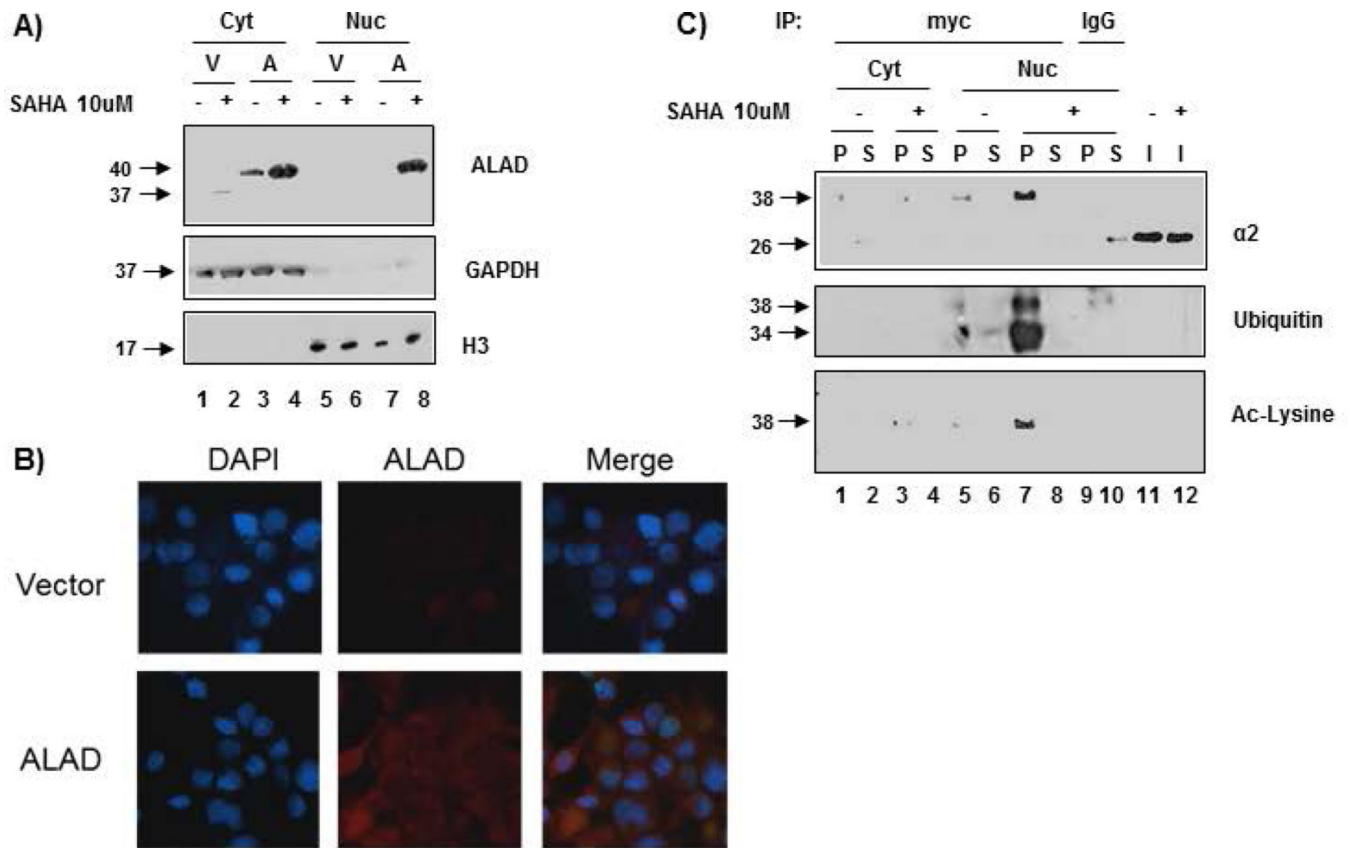 A)
Cyt Nuc
V A V A
SAHA 10uM - + - + - + - +
40
37
ALAD
37
GAPDH
17
H3
1 2 3 4 5 6 7 8
B)
DAPI ALAD Merge
Vector
ALAD
C)
IP: myc IgG
Cyt Nuc
SAHA 10uM - + - + - +
P S P S P S P S P S I I
38
26
α2
38
34
Ubiquitin
38
Ac-Lysine
1 2 3 4 5 6 7 8 9 10 11 12